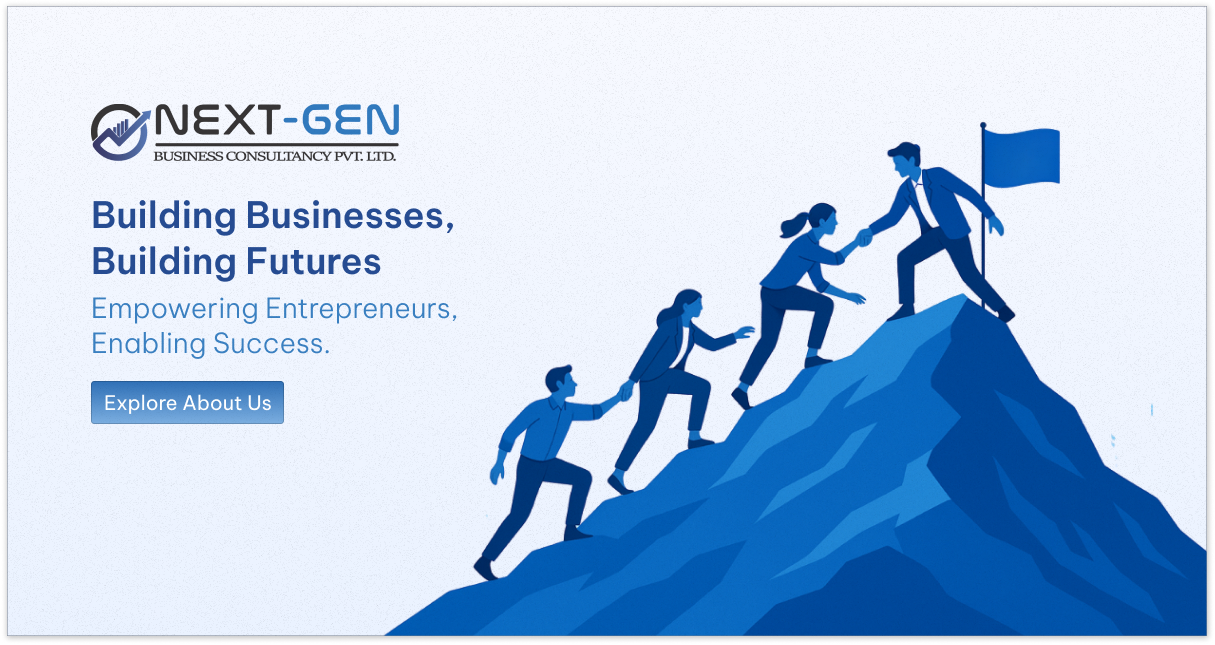 NEXT-GEN
BUSINESS CONSULTANCY PVT. LTD.
Building Businesses,
Building Futures
Empowering Entrepreneurs,
Enabling Success.
Explore About Us